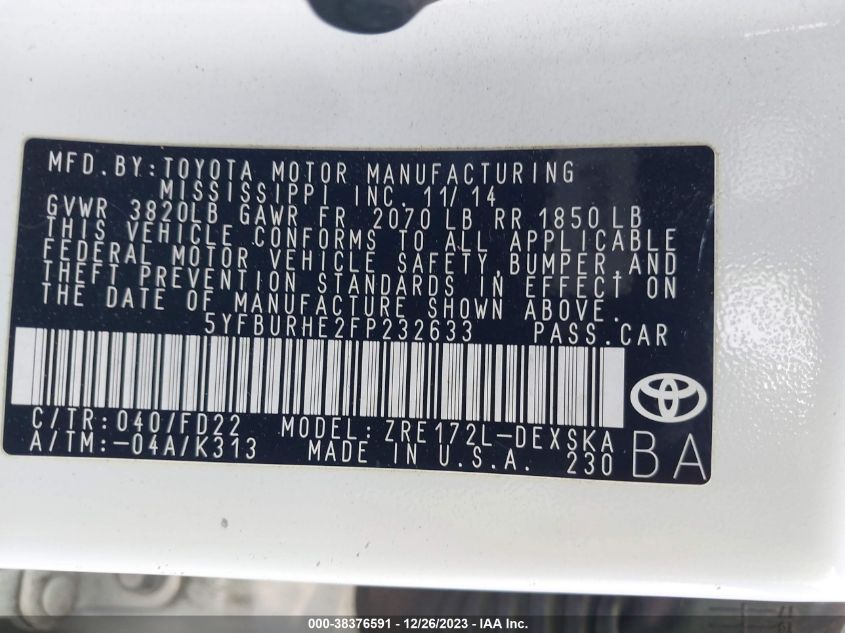 MFD.BY:TOYOTA MOTOR MANUFACTURING
MISSISSIPPI INC. 11/14
GVWR 3820LB GAWR FR 2070 LB RR 1850 LB
THIS VEHICLE CONFORMS TO ALL APPLICABLE
FEDERAL MOTOR VEHICLE SAFETY,BUMPER,AND
THEFT PREVENTION STANDARDS IN EFFECT ON
THE DATE OF MANUFACTURE SHOWN ABOVE.
5YFBURHE2FP232633 PASS.CAR
C/TR:040/FD22 MODEL:ZRE172L-DEXSKA
A/TM:-04A/K313 MADE IN U.S.A. 230
BA
000-38376591 - 12/26/2023 - IAA Inc.